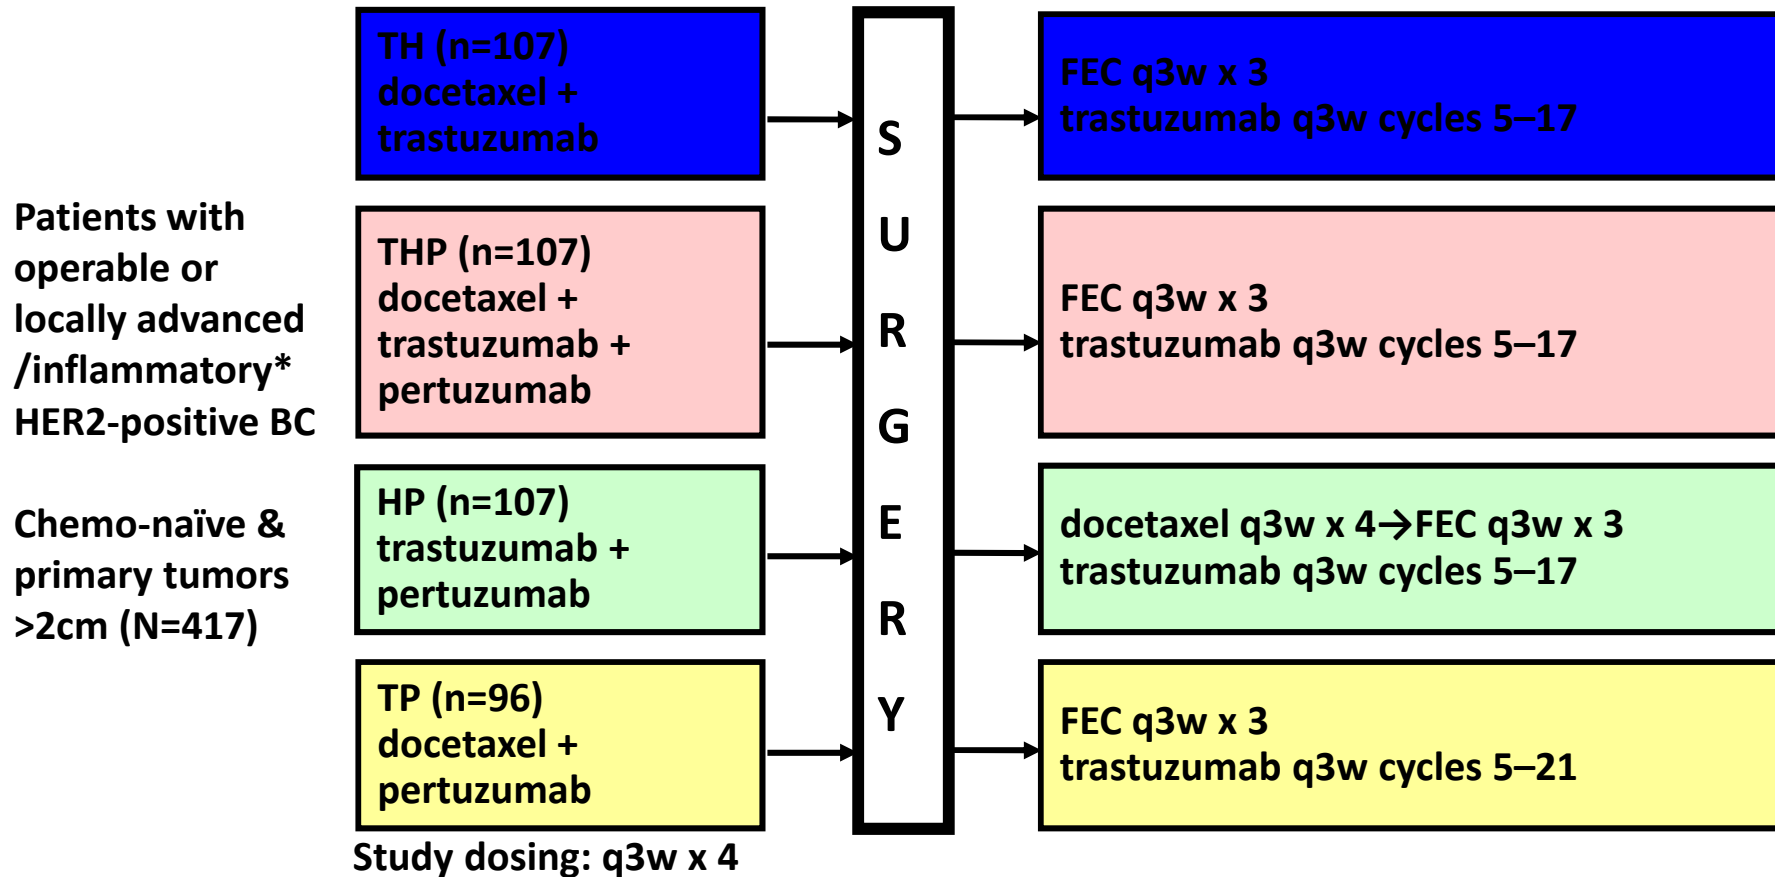 Patients with
operable or
locally advanced
/inflammatory*
HER2-positive BC
Chemo-naïve &
primary tumors
>2cm (N=417)
TH (n=107)
docetaxel +
trastuzumab
THP (n=107)
docetaxel +
trastuzumab +
pertuzumab
HP (n=107)
trastuzumab +
pertuzumab
TP (n=96)
docetaxel +
pertuzumab
Study dosing: q3w x 4
S
U
R
G
E
R
Y
FEC q3w x 3
trastuzumab q3w cycles 5–17
FEC q3w x 3
trastuzumab q3w cycles 5–17
docetaxel q3w x 4→FEC q3w x 3
trastuzumab q3w cycles 5–17
FEC q3w x 3
trastuzumab q3w cycles 5–21